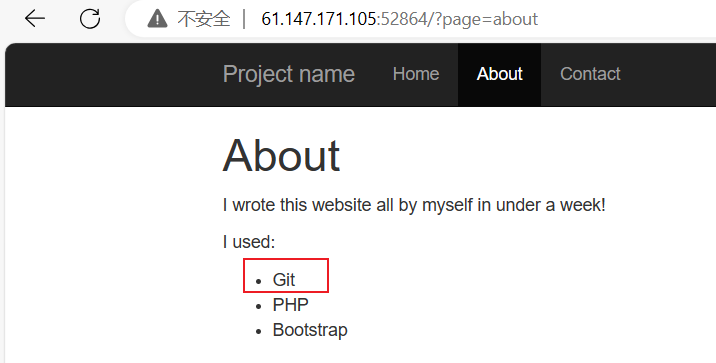 不安全 | 61.147.171.105:52864/?page=about
Project name Home About Contact
About
I wrote this website all by myself in under a week!
I used:
• Git
• PHP
• Bootstrap